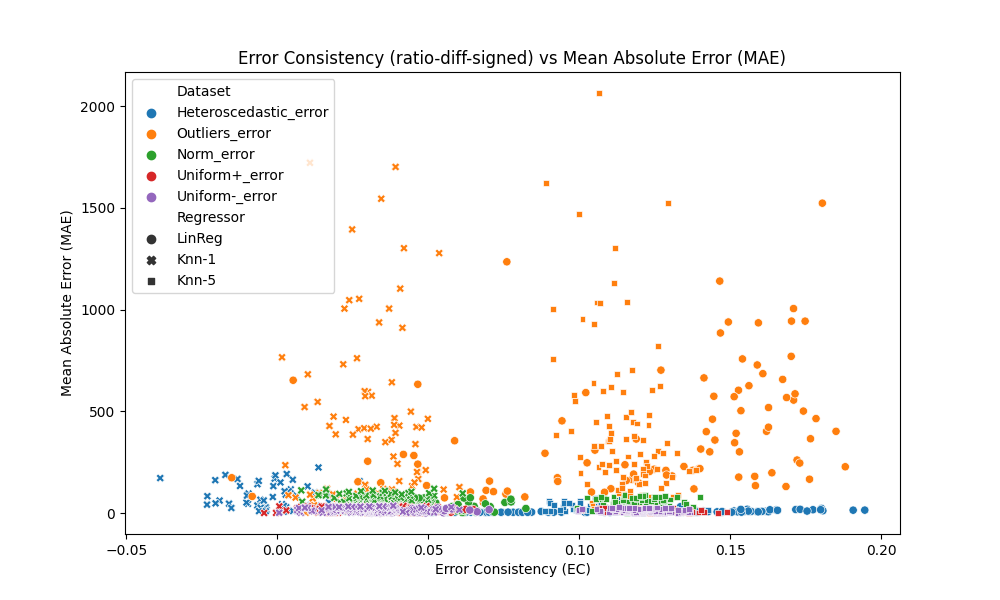 Error Consistency (ratio-diff-signed) vs Mean Absolute Error (MAE)
Dataset
Heteroscedastic_error
Outliers_error
Norm_error
Uniform+_error
Uniform-_error
Regressor
LinReg
Knn-1
Knn-5
Mean Absolute Error (MAE)
2000
1500
1000
500
0
−0.05
0.00
0.05
0.10
0.15
0.20
Error Consistency (EC)